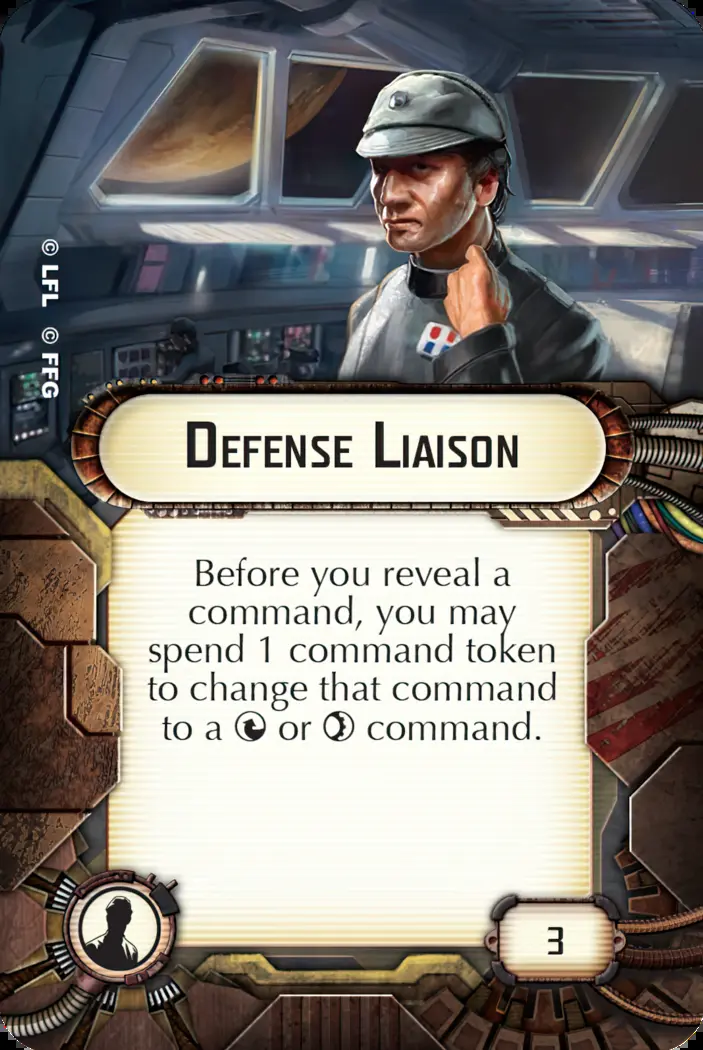 © LFL © FFG
Defense Liaison
Before you reveal a
command, you may
spend 1 command token
to change that command
to a or command.
3